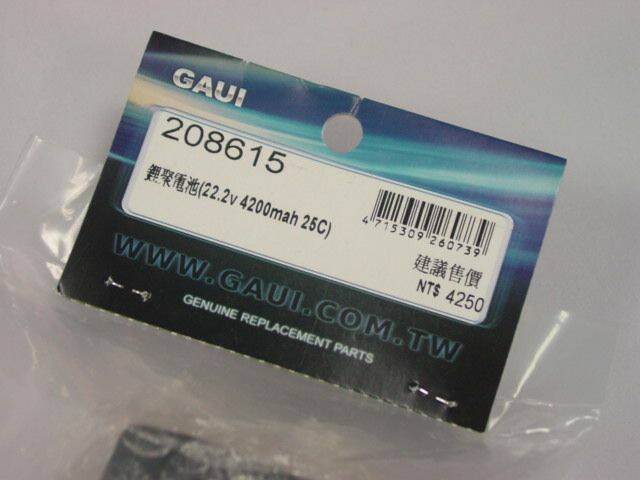 GAUI
208615
鋰聚電池(22.2v 4200mah 25C)
4715309260739
建議售價
NT$ 4250
WWW.GAUI.COM.TW
GENUINE REPLACEMENT PARTS